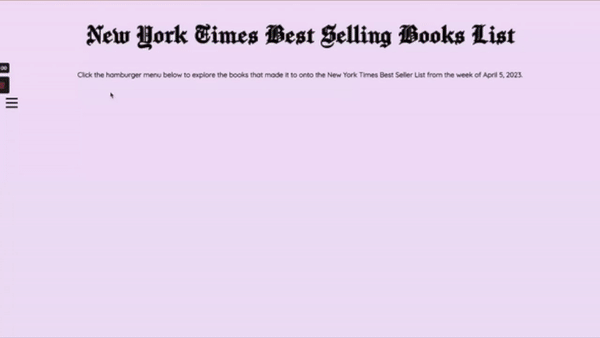 New York Times Best Selling Books List
Click the hamburger menu below to explore the books that made it to onto the New York Times Best Seller List from the week of April 5, 2023.